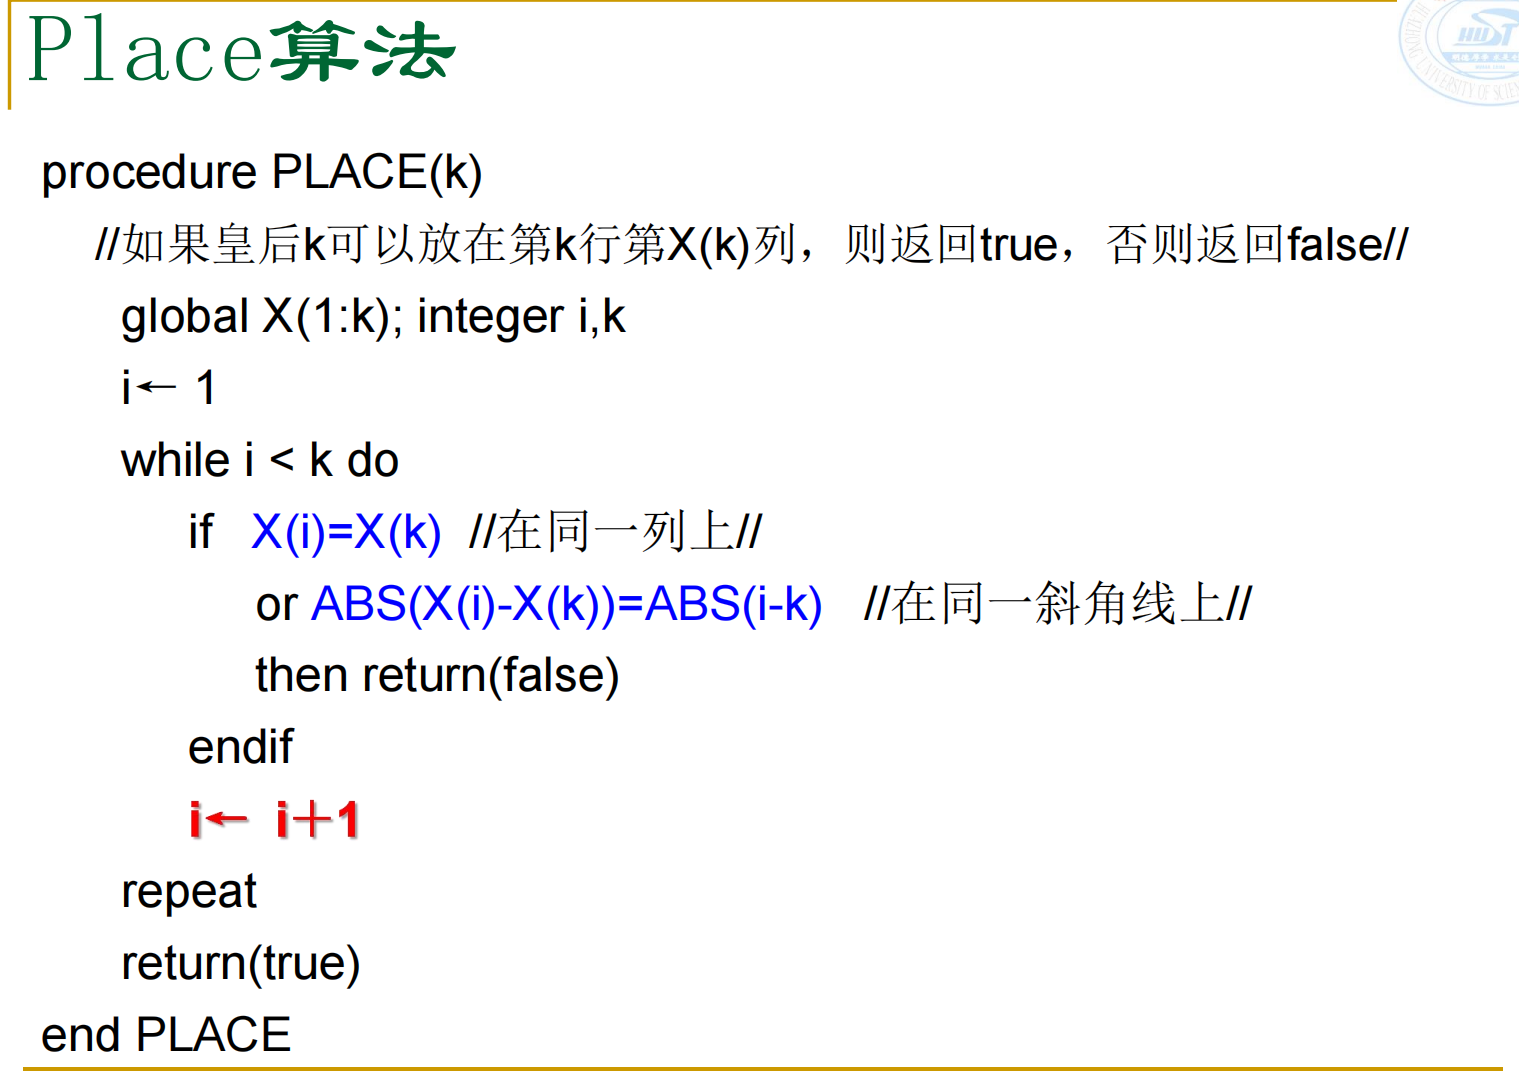 Place算法
HUST
procedure PLACE(k)
//如果皇后k可以放在第k行第X(k)列，则返回true，否则返回false//
global X(1:k); integer i,k
i← 1
while i < k do
if X(i)=X(k) //在同一列上//
or ABS(X(i)-X(k))=ABS(i-k) //在同一斜角线上//
then return(false)
endif
i← i＋1
repeat
return(true)
end PLACE